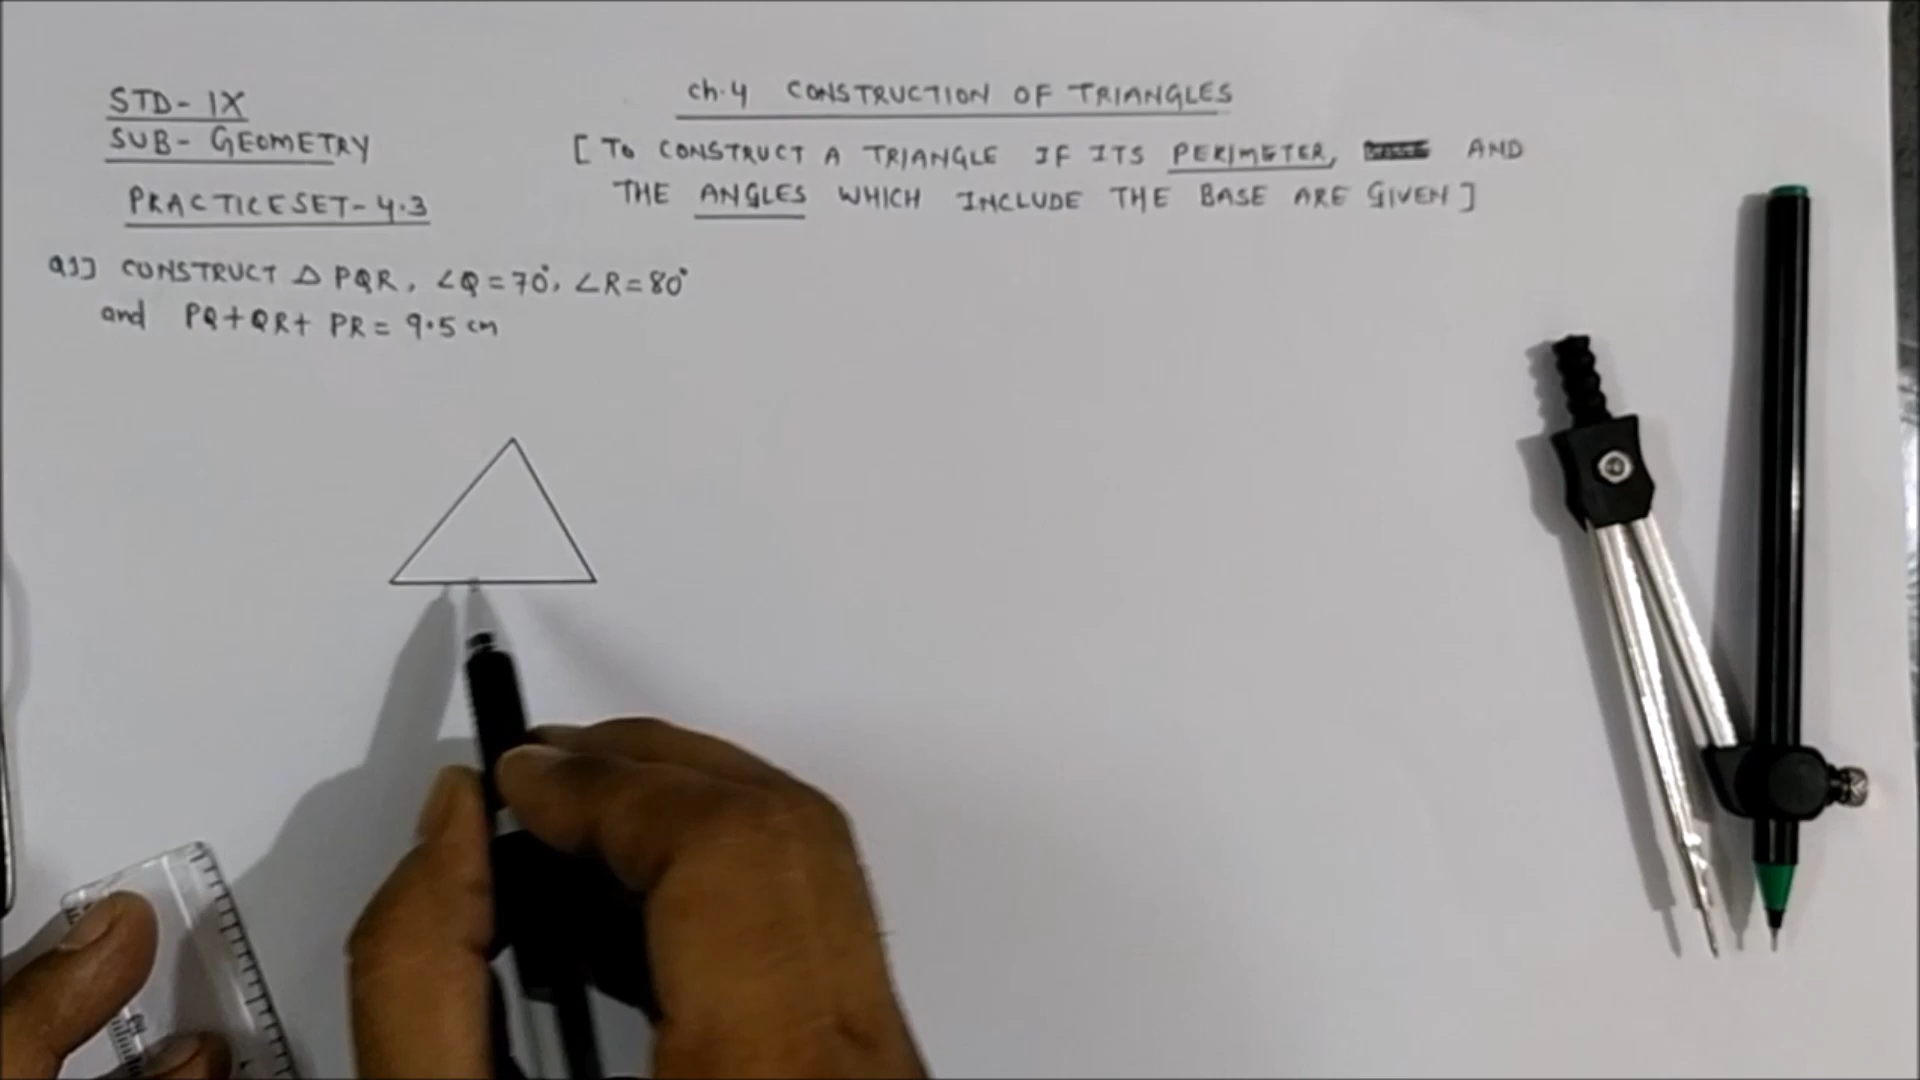 STD- IX
SUB- GEOMETRY
PRACTICE SET- 4.3
ch.4 CONSTRUCTION OF TRIANGLES
[ To CONSTRUCT A TRIANGLE IF ITS PERIMETER, AND
THE ANGLES WHICH INCLUDE THE BASE ARE GIVEN ]
Q1] CONSTRUCT △ PQR, ∠Q = 70°, ∠R = 80°
and PQ+QR+ PR = 9.5 cm